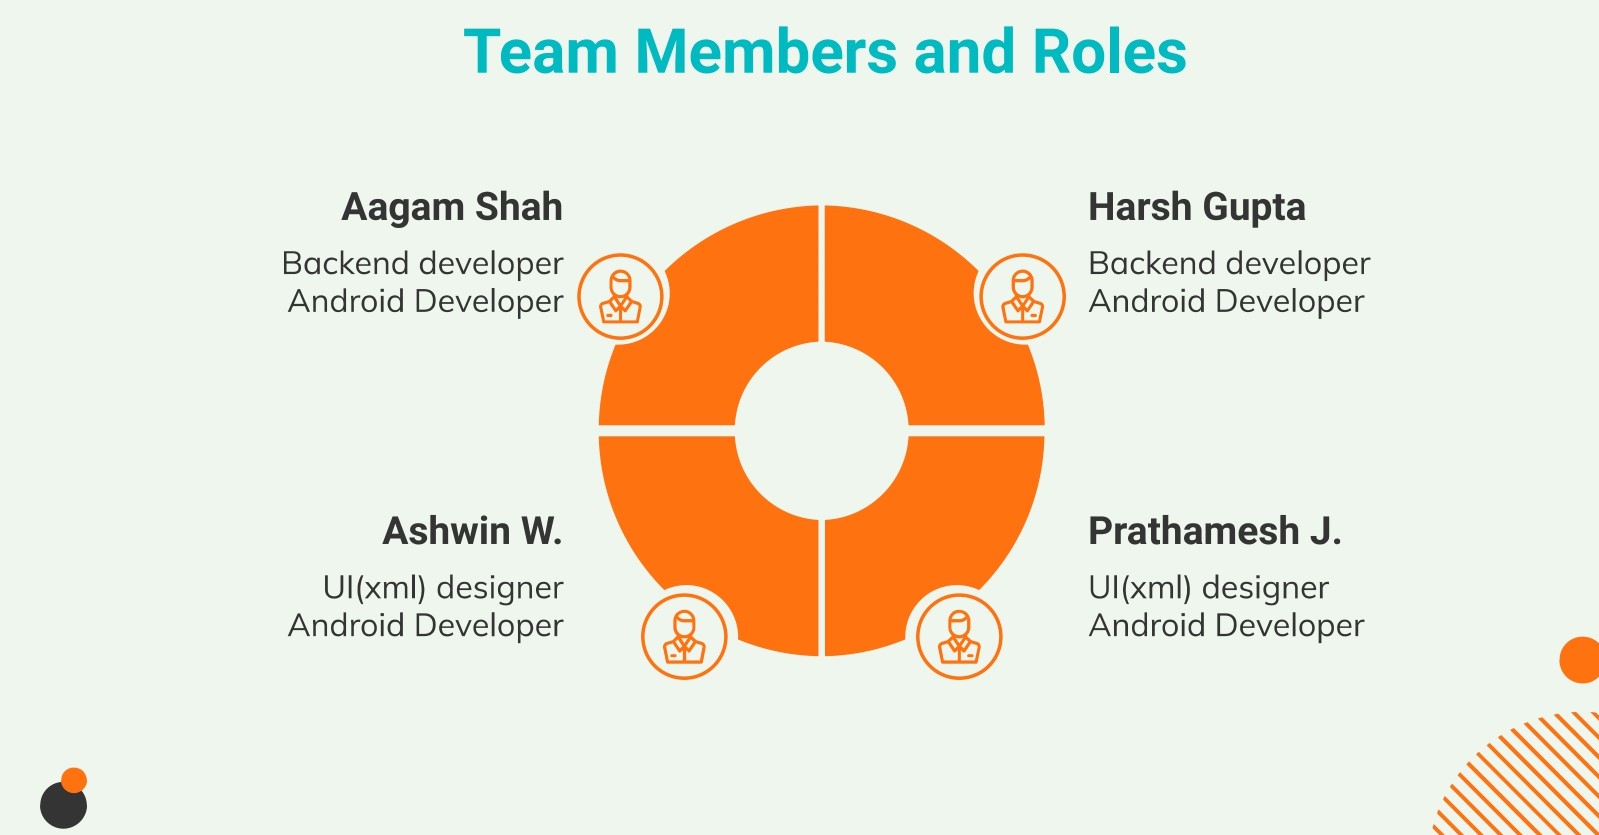 Team Members and Roles
Aagam Shah
Backend developer
Android Developer
Harsh Gupta
Backend developer
Android Developer
Ashwin W.
UI(xml) designer
Android Developer
Prathamesh J.
UI(xml) designer
Android Developer